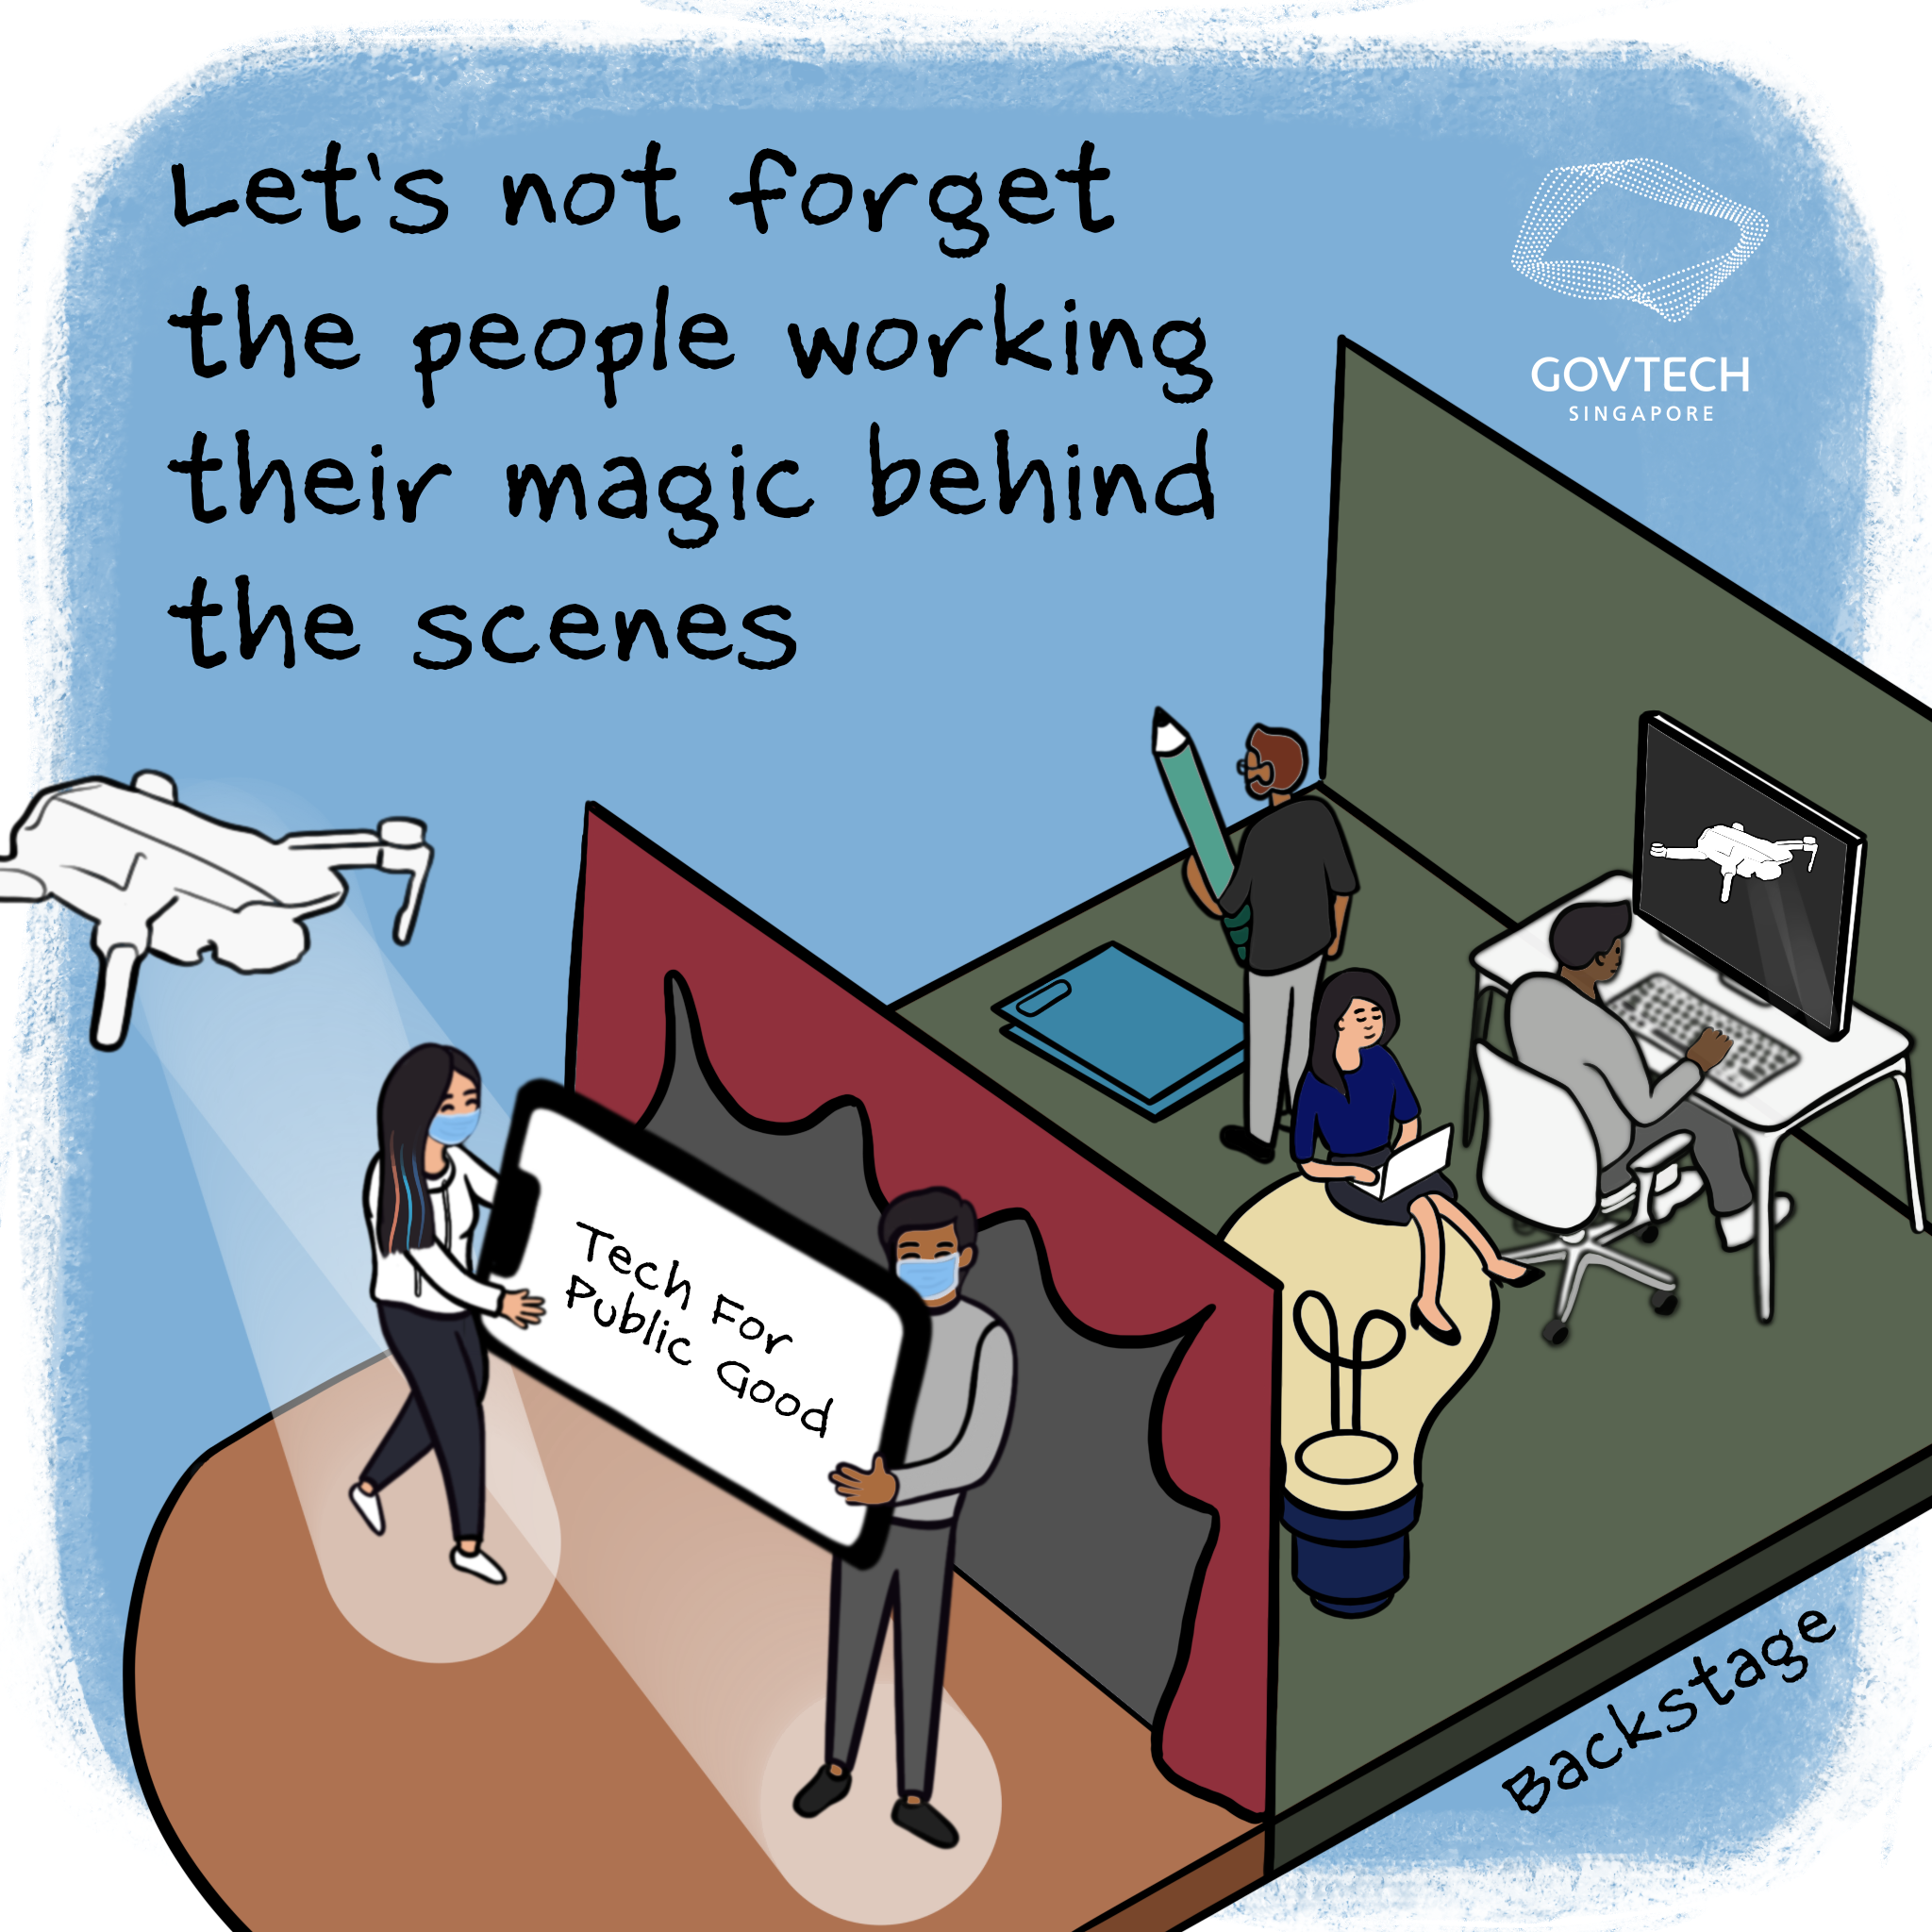 Let's not forget
the people working
their magic behind
the scenes
GOVTECH
SINGAPORE
Tech For
Public Good
Backstage